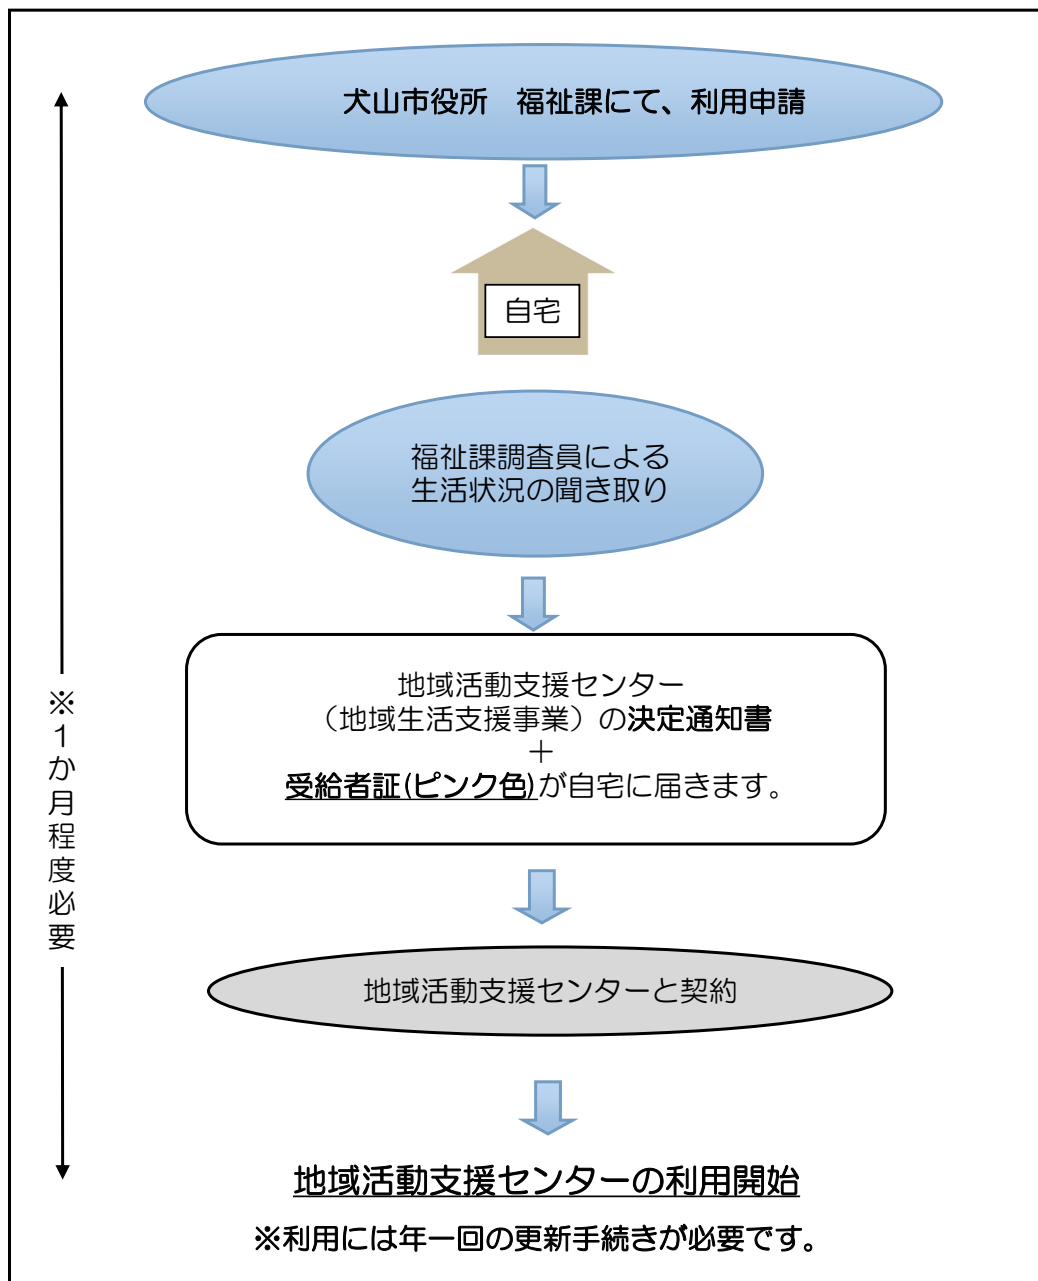 犬山市役所　福祉課にて、利用申請
自宅
福祉課調査員による
生活状況の聞き取り
地域活動支援センター
（地域生活支援事業）の決定通知書
＋
受給者証(ピンク色)が自宅に届きます。
地域活動支援センターと契約
地域活動支援センターの利用開始
※利用には年一回の更新手続きが必要です。
※１か月程度必要